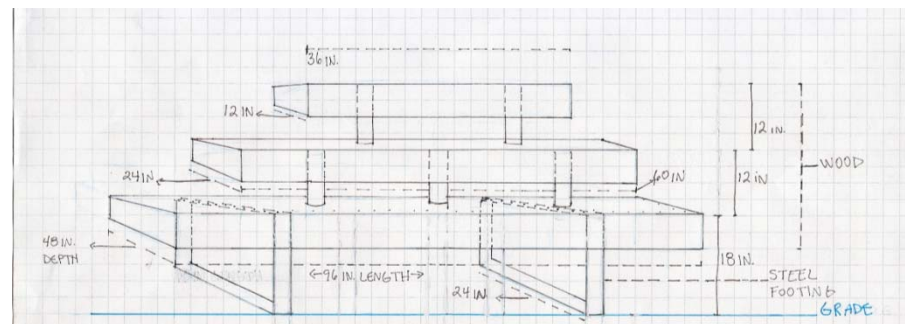 36 IN.
12 IN
12 IN.
WOOD
24 IN
60 IN
12 IN
48 IN.
DEPTH
96 IN. LENGTH
18 IN.
24 IN
STEEL
FOOTING
GRADE